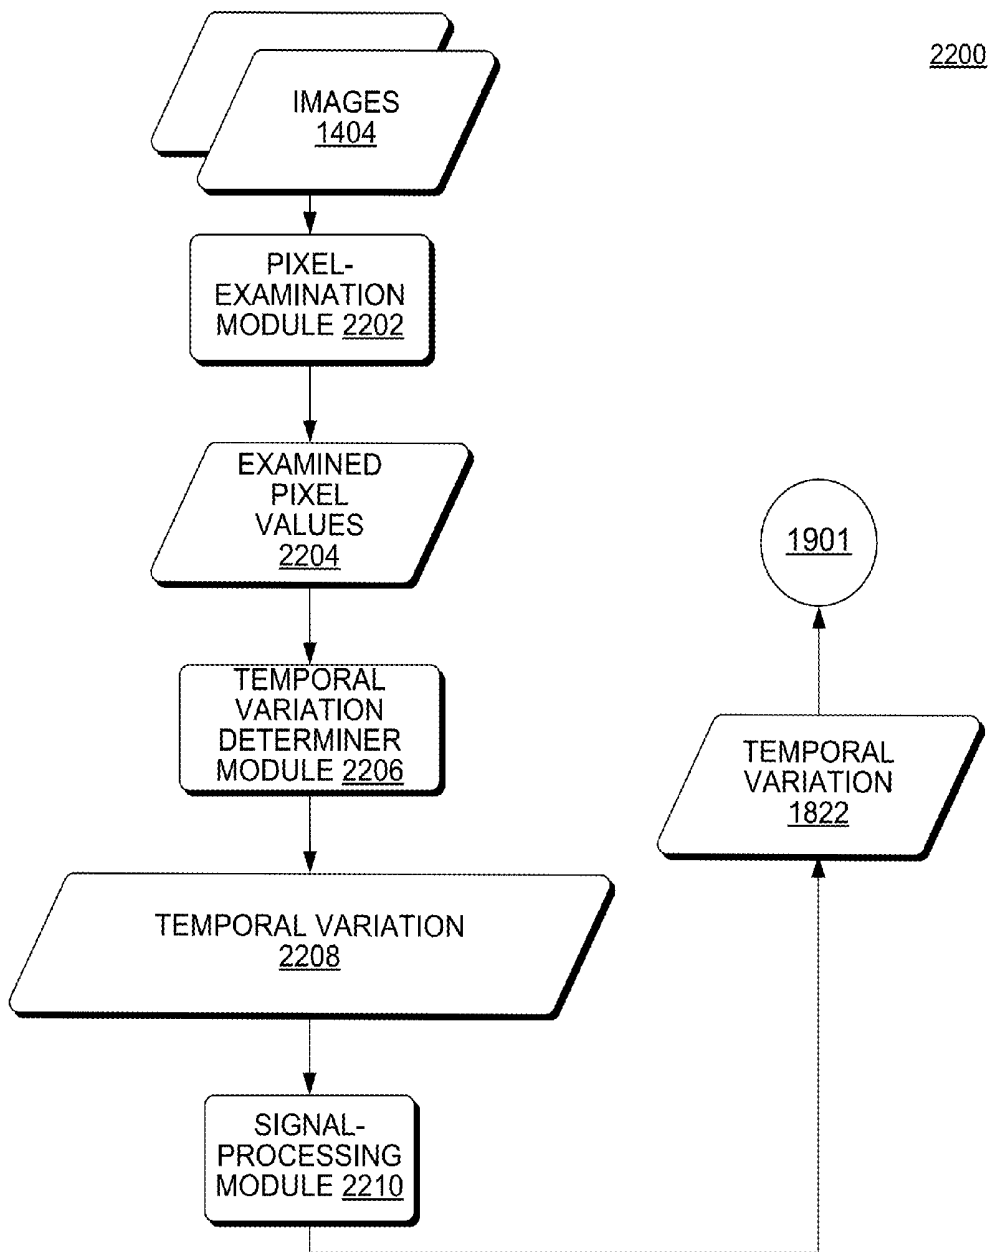 2200
IMAGES
1404
PIXEL-
EXAMINATION
MODULE 2202
EXAMINED
PIXEL
VALUES
2204
TEMPORAL
VARIATION
DETERMINER
MODULE 2206
TEMPORAL VARIATION
2208
SIGNAL-
PROCESSING
MODULE 2210
1901
TEMPORAL
VARIATION
1822